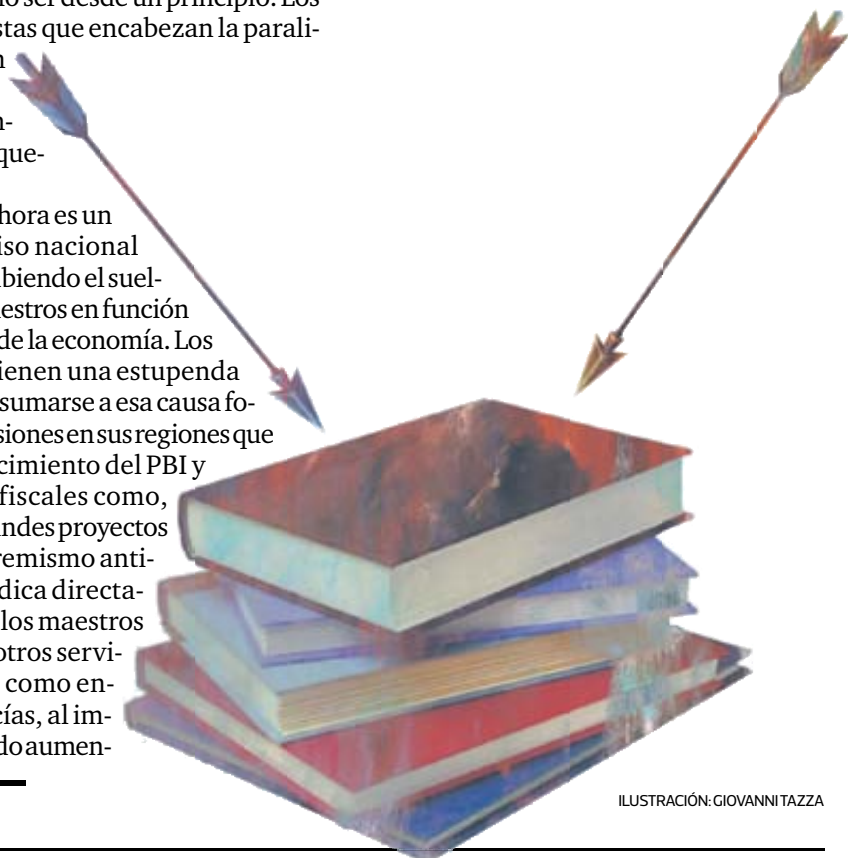 no ser desde un principio. Los
stas que encabezan la parali-
n-
que-
hora es un
iso nacional
biendo el suel-
estros en función
de la economía. Los
ienen una estupenda
sumarse a esa causa fo-
siones en sus regiones que
cimiento del PBI y
fiscales como,
ndes proyectos
remismo anti-
dica directa-
los maestros
otros servi-
como en-
cías, al im-
do aumen-
ILUSTRACIÓN: GIOVANNI TAZZA